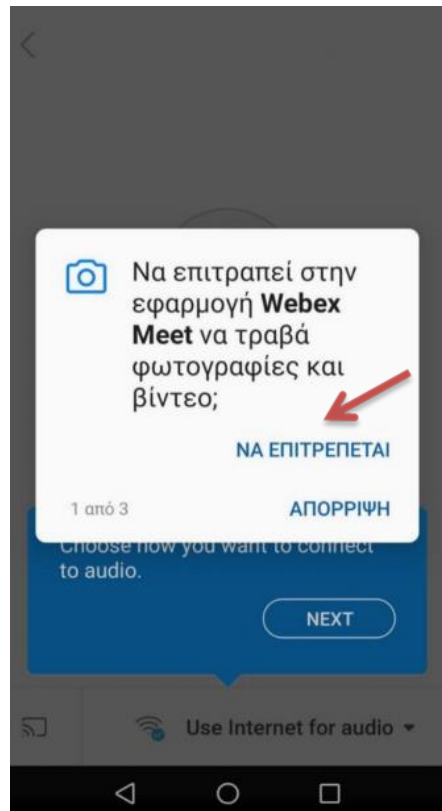 Να επιτραπεί στην
εφαρμογή Webex
Meet να τραβά
φωτογραφίες και
βίντεο;
ΝΑ ΕΠΙΤΡΕΠΕΤΑΙ
1 από 3
ΑΠΟΡΡΙΨΗ
Choose how you want to connect
to audio.
NEXT
Use Internet for audio